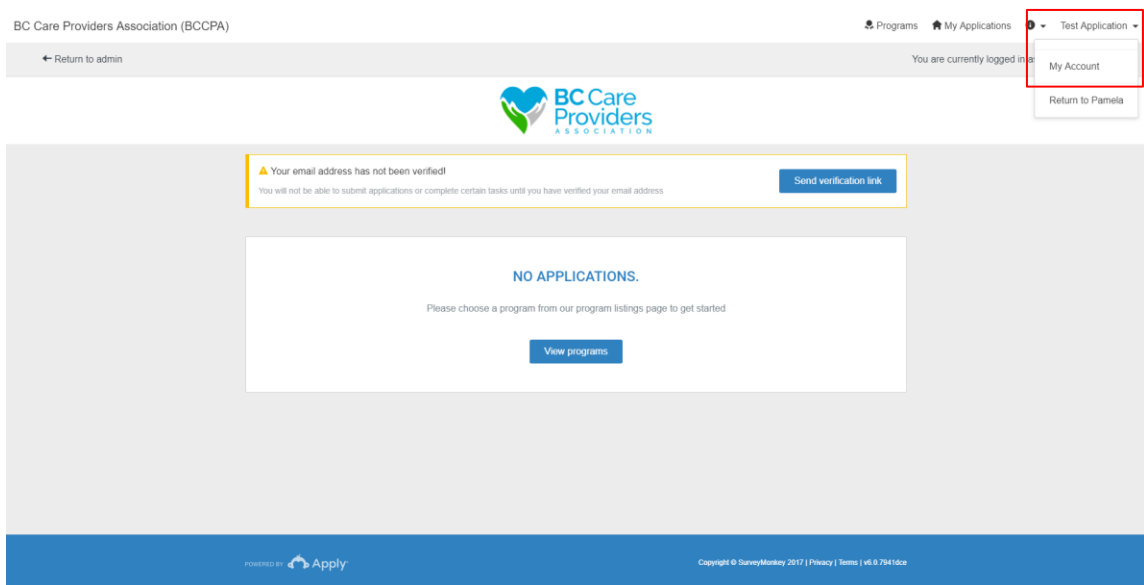 BC Care Providers Association (BCCPA)
Programs My Applications Test Application
Return to admin
You are currently logged in a
My Account
Return to Pamela
BC Care
Providers
ASSOCIATION
Your email address has not been verified!
You will not be able to submit applications or complete certain tasks until you have verified your email address
Send verification link
NO APPLICATIONS.
Please choose a program from our program listings page to get started
View programs
POWERED BY Apply
Copyright © SurveyMonkey 2017 | Privacy | Terms | v6.0.7941dce